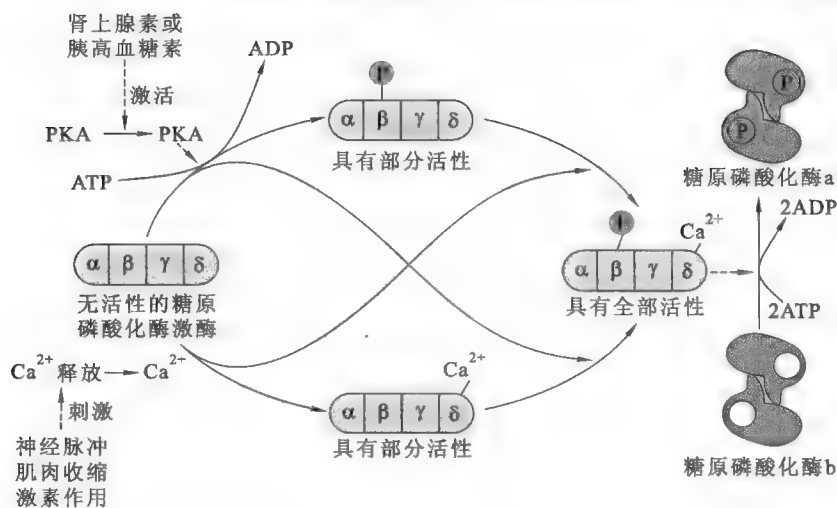 肾上腺素或
胰高血糖素
激活
PKA
PKA
ATP
ADP
α β γ δ
具有部分活性
α β γ δ
无活性的糖原
磷酸化酶激酶
Ca²⁺ 释放
Ca²⁺
刺激
神经脉冲
肌肉收缩
激素作用
Ca²⁺
α β γ δ
具有部分活性
Ca²⁺
α β γ δ
具有全部活性
P
P
糖原磷酸化酶a
2ADP
2ATP
糖原磷酸化酶b